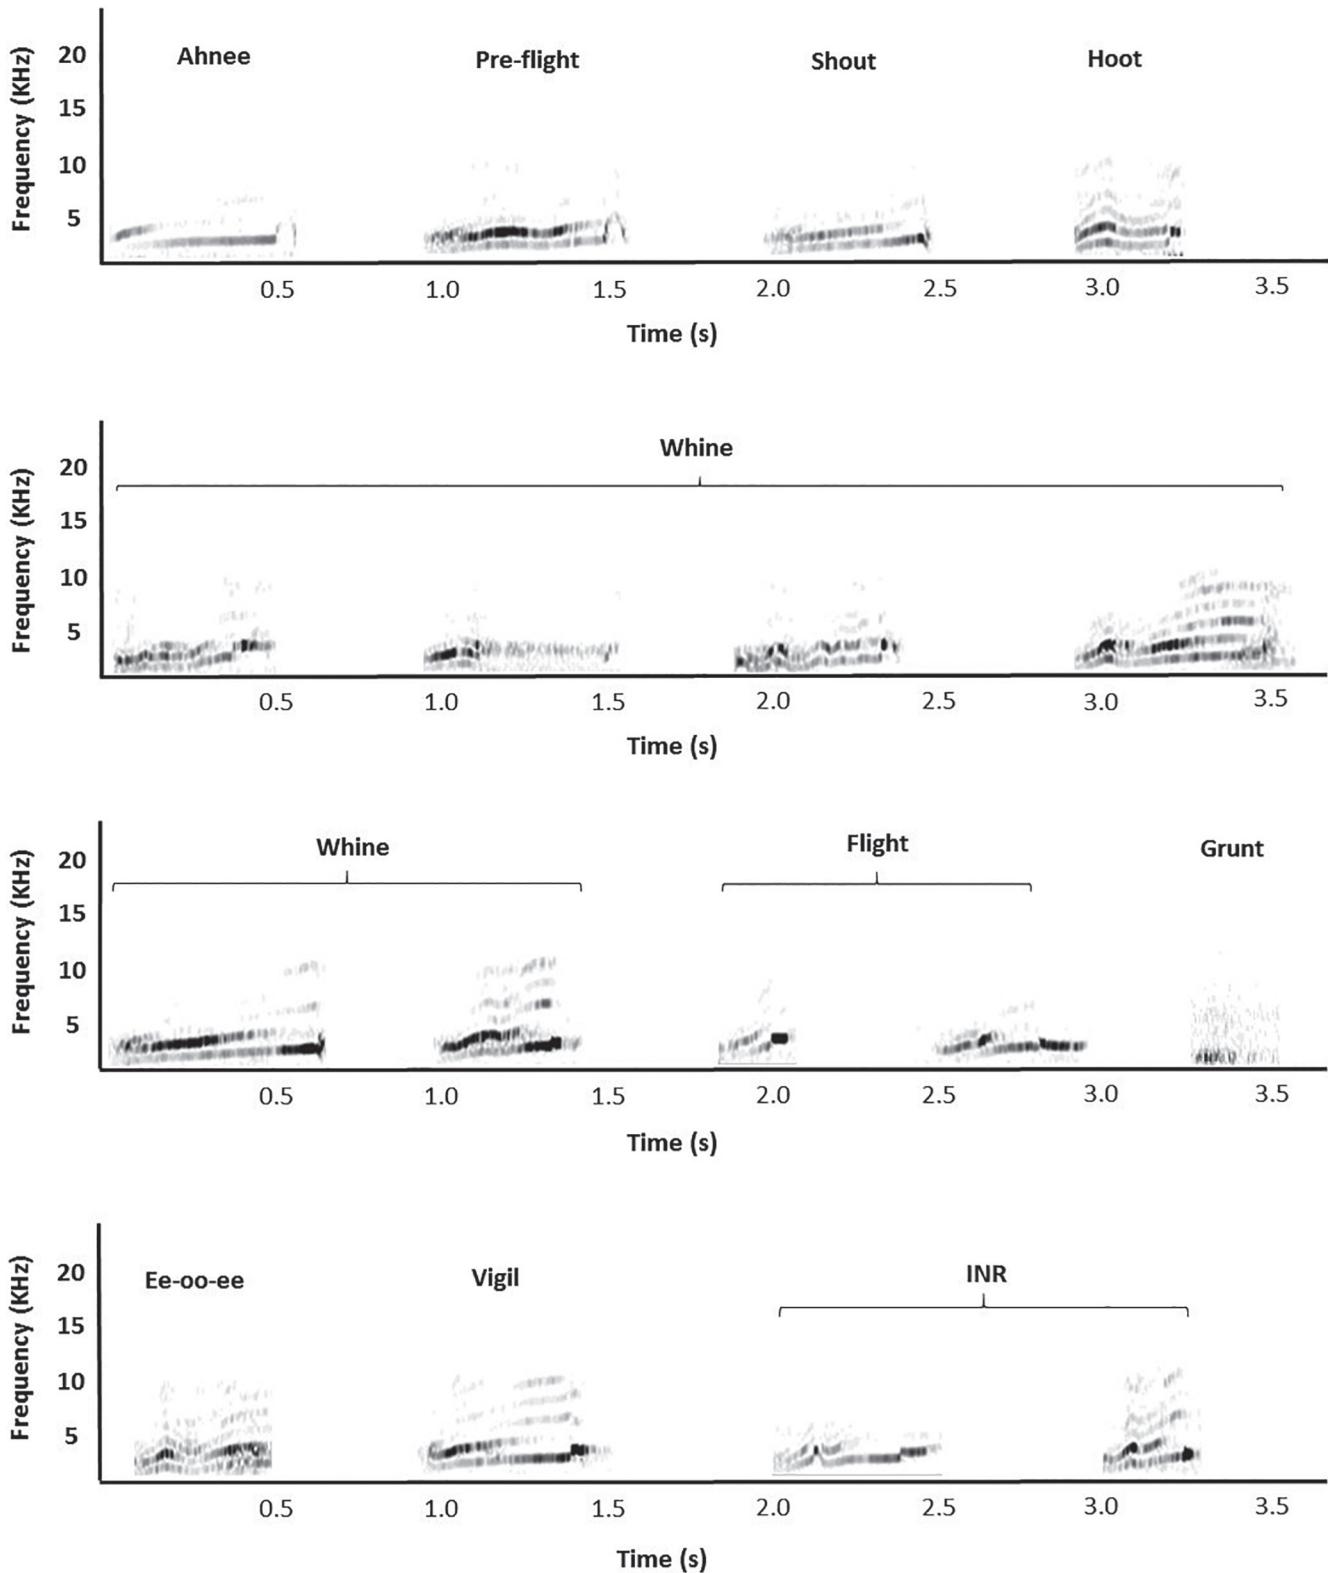 Frequency (KHz)
20
15
10
5
Ahnee Pre-flight Shout Hoot
0.5 1.0 1.5 2.0 2.5 3.0 3.5
Time (s)
Frequency (KHz)
20
15
10
5
Whine
0.5 1.0 1.5 2.0 2.5 3.0 3.5
Time (s)
Frequency (KHz)
20
15
10
5
Whine Flight Grunt
0.5 1.0 1.5 2.0 2.5 3.0 3.5
Time (s)
Frequency (KHz)
20
15
10
5
Ee-oo-ee Vigil INR
0.5 1.0 1.5 2.0 2.5 3.0 3.5
Time (s)